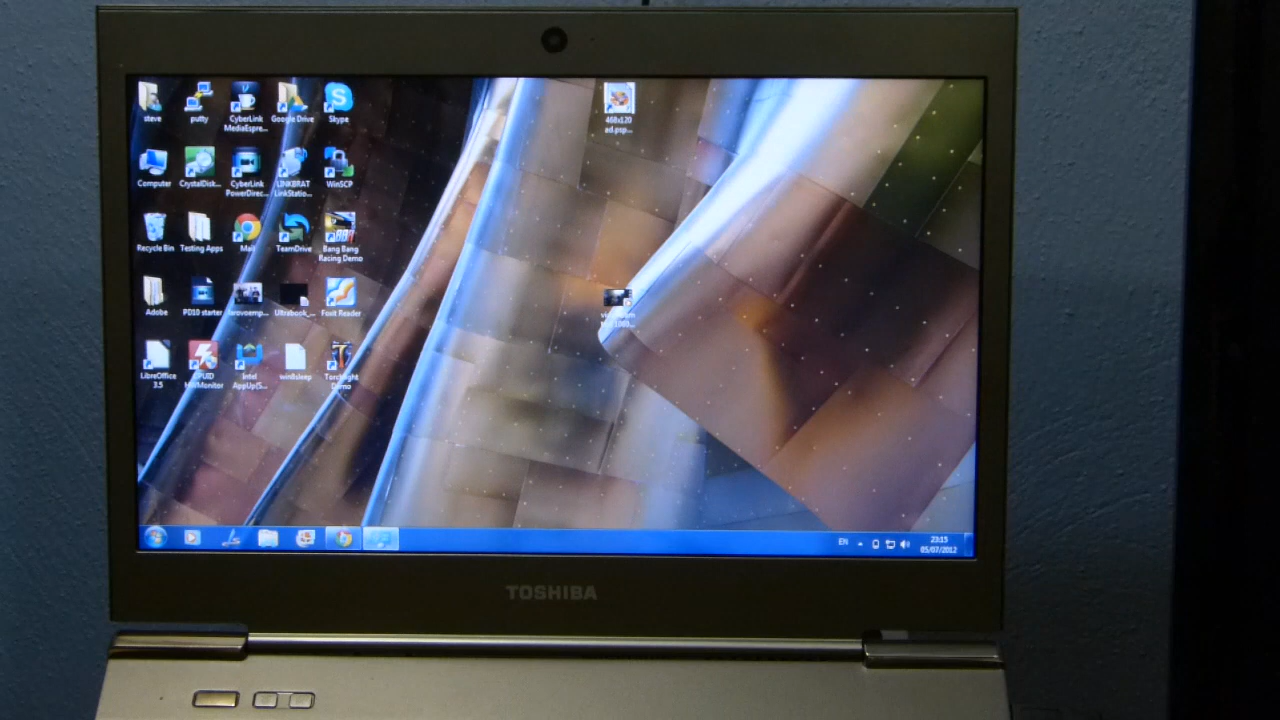 steve
putty
CyberLink
MediaEspre...
Google Drive
Skype
468x120
ad.psp...
Computer
CrystalDisk...
CyberLink
PowerDirec...
LinkStatio...
WinSCP
Recycle Bin
Testing Apps
Mail
TeamDrive
Bang Bang
Racing Demo
Adobe
PD10 starter
Ultrabook_...
Foxit Reader
LibreOffice
3.5
CPUID
HWMonitor
Intel
AppUp(S...
win8sleep
Torchlight
Demo
EN
23:15
05/07/2012
TOSHIBA